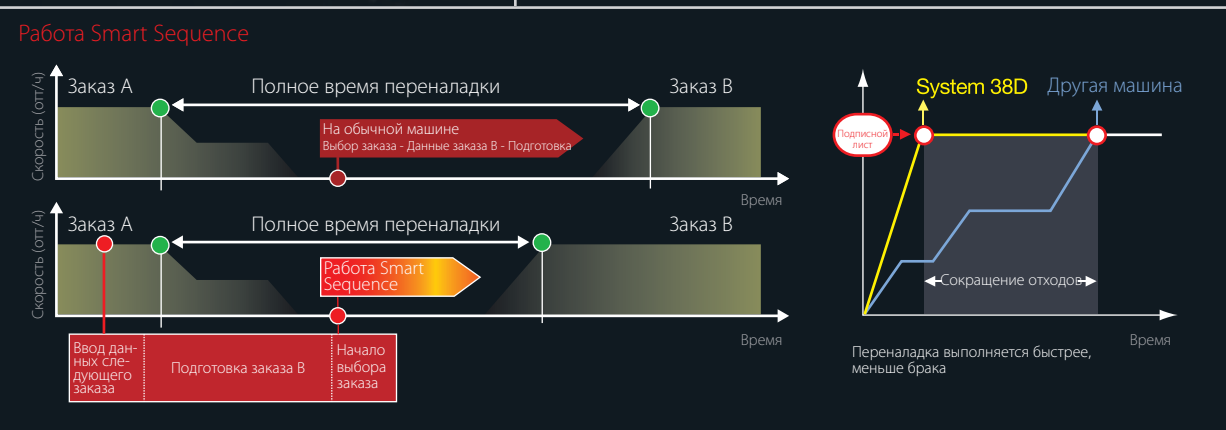 Работа Smart Sequence
Скорость (отт/ч)
Заказ А
Полное время переналадки
Заказ В
На обычной машине
Выбор заказа - Данные заказа В - Подготовка
Время
Скорость (отт/ч)
Заказ А
Полное время переналадки
Заказ В
Работа Smart
Sequence
Время
Ввод дан-
ных сле-
дующего
заказа
Подготовка заказа В
Начало
выбора
заказа
System 38D
Другая машина
Подписной
лист
Сокращение отходов
Время
Переналадка выполняется быстрее,
меньше брака